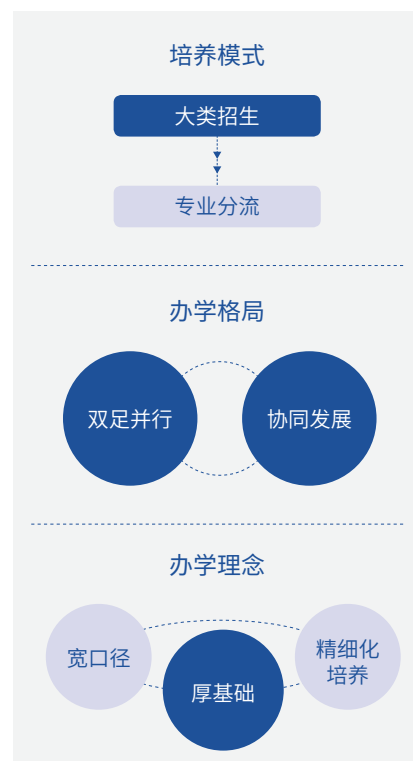 培养模式
大类招生
专业分流
办学格局
双足并行
协同发展
办学理念
宽口径
厚基础
精细化
培养